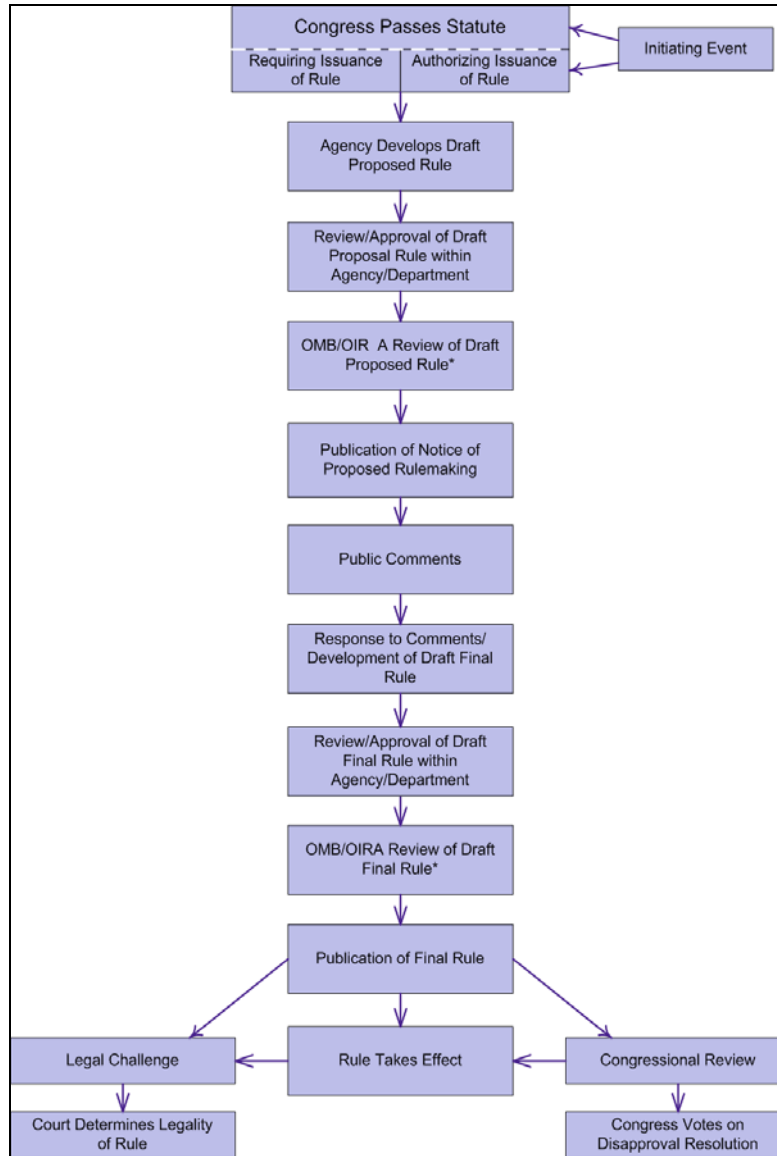 Congress Passes Statute
Initiating Event
Requiring Issuance
of Rule
Authorizing Issuance
of Rule
Agency Develops Draft
Proposed Rule
Review/Approval of Draft
Proposal Rule within
Agency/Department
OMB/OIR A Review of Draft
Proposed Rule*
Publication of Notice of
Proposed Rulemaking
Public Comments
Response to Comments/
Development of Draft Final
Rule
Review/Approval of Draft
Final Rule within
Agency/Department
OMB/OIRA Review of Draft
Final Rule*
Publication of Final Rule
Legal Challenge
Rule Takes Effect
Congressional Review
Court Determines Legality
of Rule
Congress Votes on
Disapproval Resolution